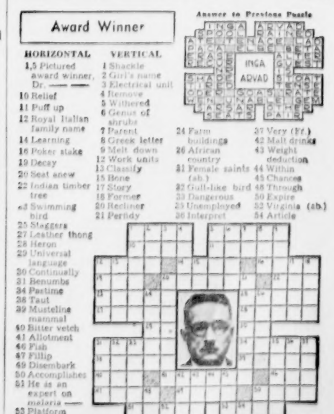 Award Winner
Answer to Previous Puzzle
INGA
ARVAD
HORIZONTAL
1,5 Pictured
award winner,
Dr.
10 Relief
11 Puff up
12 Royal Italian
family name
14 Learning
16 Poker stake
19 Decay
20 Seat anew
22 Indian timber
tree
23 Swimming
bird
25 Staggers
27 Leather thong
28 Heron
29 Universal
language
30 Continually
31 Benumbs
34 Pastime
38 Taut
39 Musteline
mammal
40 Bitter vetch
41 Allotment
46 Fish
47 Fillip
49 Disembark
50 Accomplishes
51 He is an
expert on
malaria
53 Platform
VERTICAL
1 Shackle
2 Girl's name
3 Electrical unit
4 Remove
5 Withered
6 Genus of
shrubs
7 Parent
8 Greek letter
9 Melt down
12 Work units
13 Classify
15 Bone
17 Story
18 Former
20 Recliner
21 Perfidy
24 Farm
buildings
26 African
country
31 Female saints
(ab.)
32 Gull-like bird
33 Dangerous
35 Unemployed
36 Interpret
37 Very (Fr.)
42 Malt drinks
43 Weight
deduction
44 Within
45 Chances
48 Through
50 Expire
52 Virginia (ab.)
54 Article